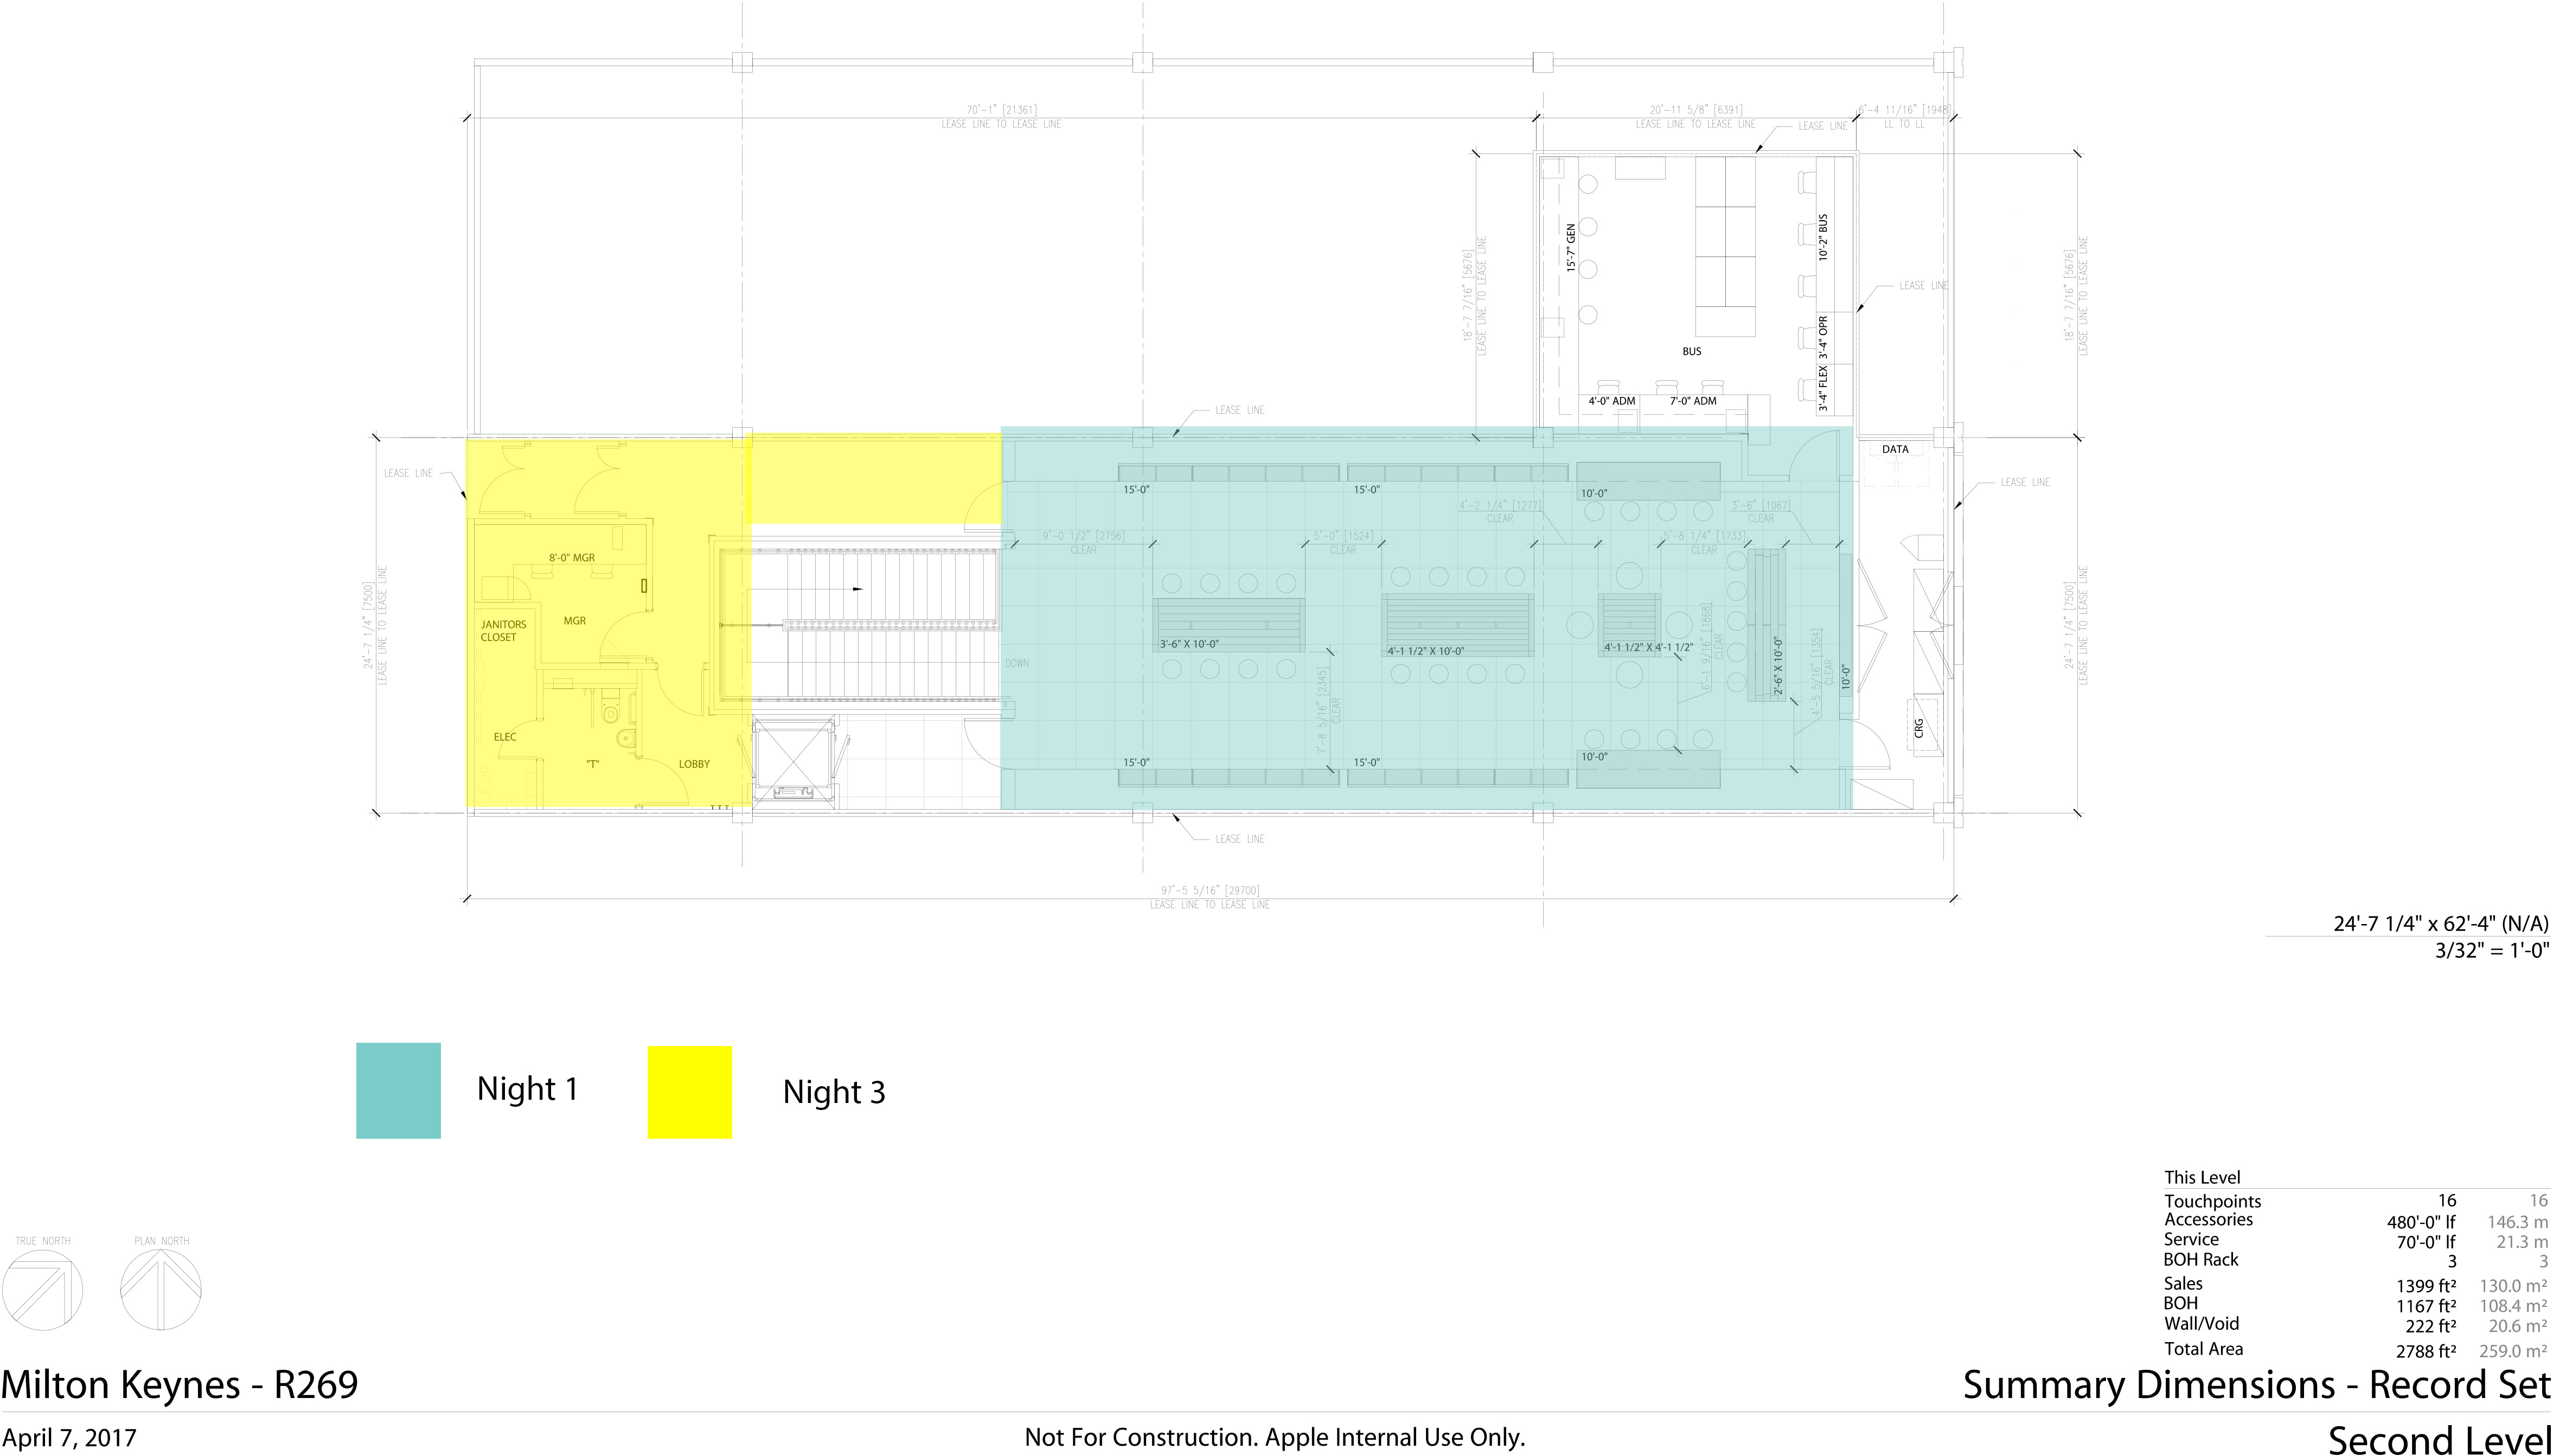 70'-1" [21361]
LEASE LINE TO LEASE LINE
20'-11 5/8" [6391]
LEASE LINE TO LEASE LINE
6'-4 11/16" [1948]
LL TO LL
LEASE LINE
15'-7" GEN
10'-2" BUS
3'-4" OPR
3'-4" FLEX
18'-7 7/16" [5676]
LEASE LINE TO LEASE LINE
18'-7 7/16" [5676]
LEASE LINE TO LEASE LINE
LEASE LINE
BUS
4'-0" ADM
7'-0" ADM
LEASE LINE
LEASE LINE
DATA
LEASE LINE
15'-0"
15'-0"
10'-0"
4'-2 1/4" [1277]
CLEAR
3'-6" [1067]
CLEAR
9'-0 1/2" [2756]
CLEAR
5'-0" [1524]
CLEAR
5'-8 1/4" [1733]
CLEAR
8'-0" MGR
MGR
JANITORS
CLOSET
24'-7 1/4" [7500]
LEASE LINE TO LEASE LINE
24'-7 1/4" [7500]
LEASE LINE TO LEASE LINE
DOWN
3'-6" X 10'-0"
4'-1 1/2" X 10'-0"
4'-1 1/2" X 4'-1 1/2"
6'-1 9/16" [1868]
CLEAR
2'-6" X 10'-0"
4'-5 5/16" [1354]
CLEAR
10'-0"
7'-8 5/16" [2345]
CLEAR
CRG
ELEC
"T"
LOBBY
15'-0"
15'-0"
10'-0"
LEASE LINE
97'-5 5/16" [29700]
LEASE LINE TO LEASE LINE
24'-7 1/4" x 62'-4" (N/A)
3/32" = 1'-0"
Night 1
Night 3
This Level
Touchpoints 16 16
Accessories 480'-0" lf 146.3 m
Service 70'-0" lf 21.3 m
BOH Rack 3 3
Sales 1399 ft² 130.0 m²
BOH 1167 ft² 108.4 m²
Wall/Void 222 ft² 20.6 m²
Total Area 2788 ft² 259.0 m²
TRUE NORTH
PLAN NORTH
Milton Keynes - R269
Summary Dimensions - Record Set
April 7, 2017
Not For Construction. Apple Internal Use Only.
Second Level